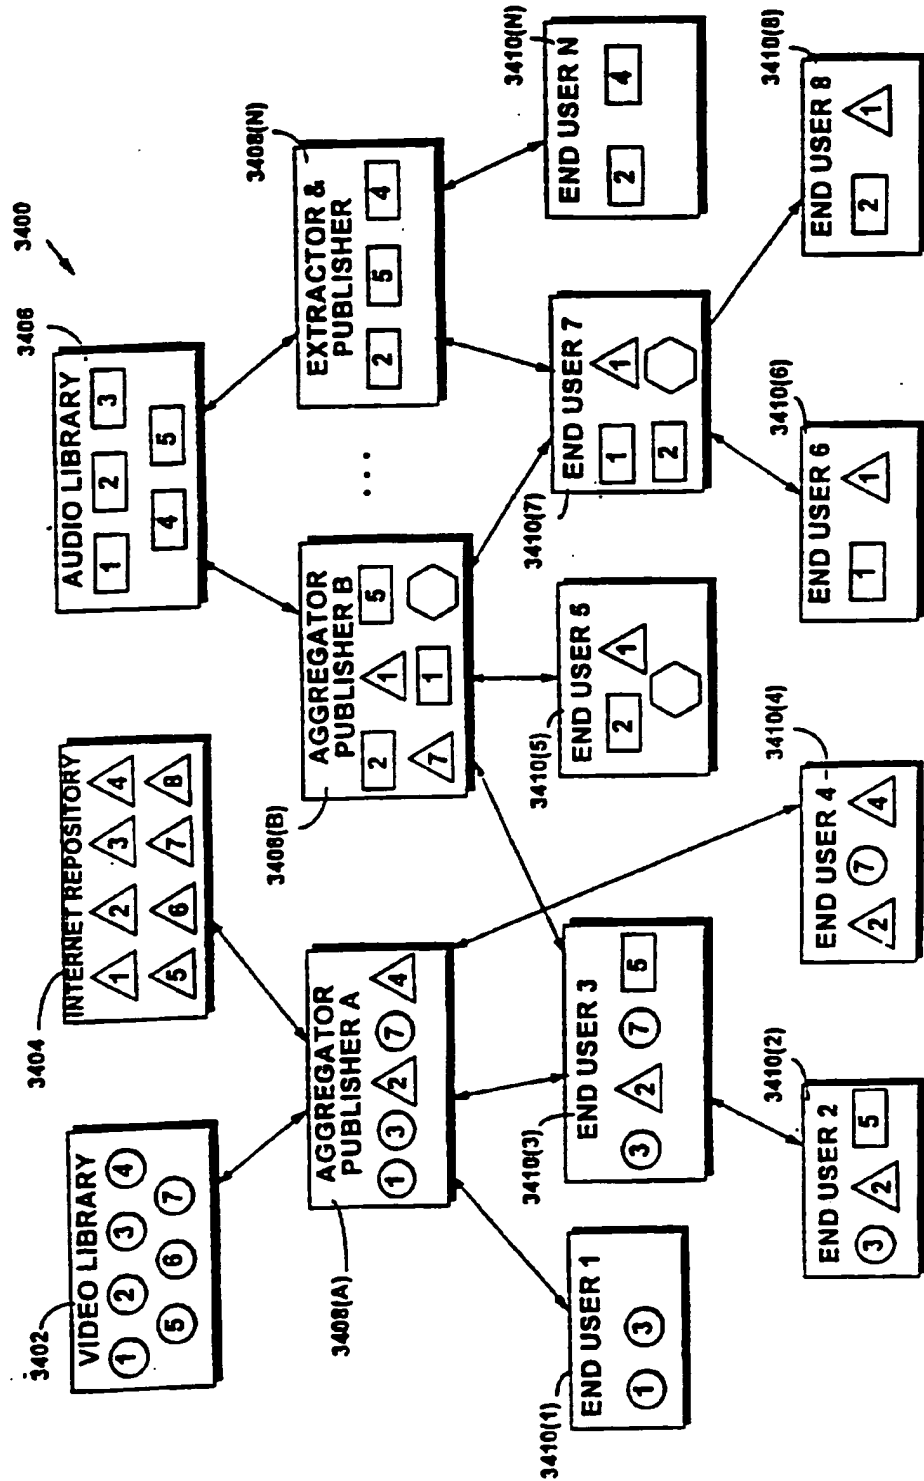 3400
3402
VIDEO LIBRARY
1 2 3 4
5 6 7
3404
INTERNET REPOSITORY
1 2 3 4
5 6 7 8
3406
AUDIO LIBRARY
1 2 3
4 5
3408(A)
AGGREGATOR
PUBLISHER A
1 3 2 7 4
3408(B)
AGGREGATOR
PUBLISHER B
2 1 5
7 1
...
3408(N)
EXTRACTOR &
PUBLISHER
2 5 4
3410(1)
END USER 1
1 3
3410(3)
END USER 3
3 2 7 5
3410(5)
END USER 5
2 1
3410(7)
END USER 7
1 1
2
3410(N)
END USER N
2 4
3410(2)
END USER 2
3 2 5
3410(4)
END USER 4
2 7 4
3410(6)
END USER 6
1 1
3410(8)
END USER 8
2 1